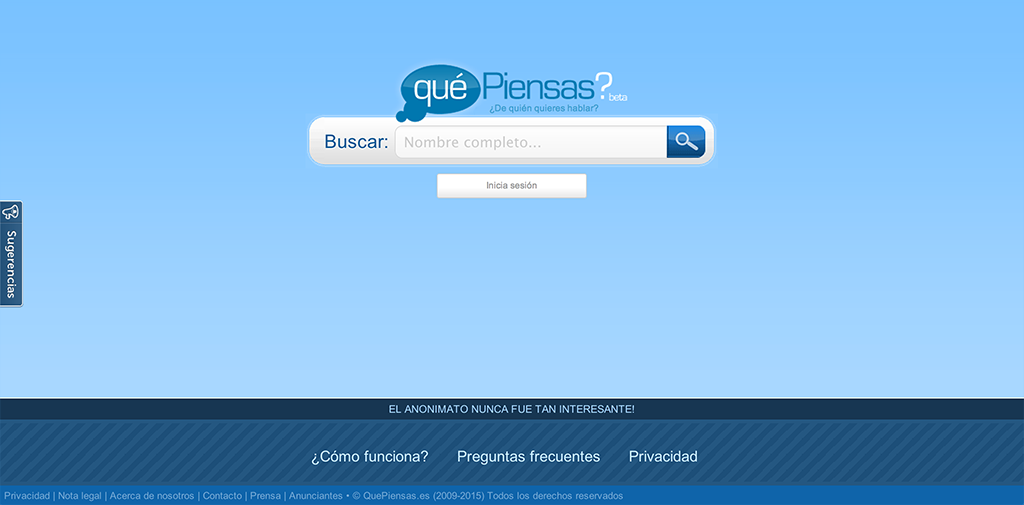 qué Piensas? beta
¿De quién quieres hablar?
Buscar: Nombre completo...
Inicia sesión
Sugerencias
EL ANONIMATO NUNCA FUE TAN INTERESANTE!
¿Cómo funciona? Preguntas frecuentes Privacidad
Privacidad | Nota legal | Acerca de nosotros | Contacto | Prensa | Anunciantes • © QuePiensas.es (2009-2015) Todos los derechos reservados